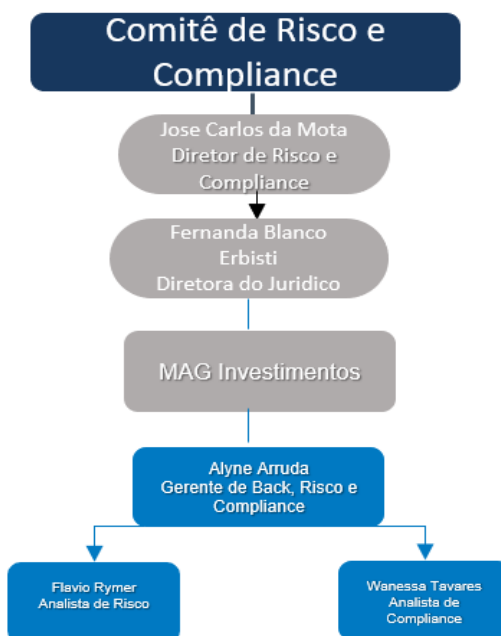 Comitê de Risco e
Compliance
Jose Carlos da Mota
Diretor de Risco e
Compliance
Fernanda Blanco
Erbisti
Diretora do Juridico
MAG Investimentos
Alyne Arruda
Gerente de Back, Risco e
Compliance
Flavio Rymer
Analista de Risco
Wanessa Tavares
Analista de
Compliance